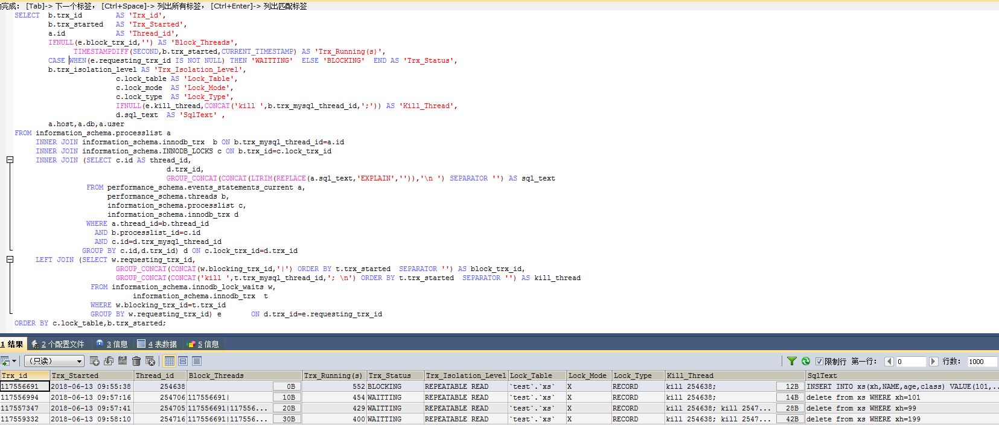 完成: [Tab]-> 下一个标签, [Ctrl+Space]-> 列出所有标签, [Ctrl+Enter]-> 列出匹配标签
SELECT b.trx_id AS 'Trx_id',
b.trx_started AS 'Trx_Started',
a.id AS 'Thread_id',
IFNULL(e.block_trx_id,'') AS 'Block_Threads',
TIMESTAMPDIFF(SECOND,b.trx_started,CURRENT_TIMESTAMP) AS 'Trx_Running(s)',
CASE WHEN(e.requesting_trx_id IS NOT NULL) THEN 'WAITTING' ELSE 'BLOCKING' END AS 'Trx_Status',
b.trx_isolation_level AS 'Trx_Isolation_Level',
c.lock_table AS 'Lock_Table',
c.lock_mode AS 'Lock_Mode',
c.lock_type AS 'Lock_Type',
IFNULL(e.kill_thread,CONCAT('kill ',b.trx_mysql_thread_id,';')) AS 'Kill_Thread',
d.sql_text AS 'SqlText' ,
a.host,a.db,a.user
FROM information_schema.processlist a
INNER JOIN information_schema.innodb_trx b ON b.trx_mysql_thread_id=a.id
INNER JOIN information_schema.INNODB_LOCKS c ON b.trx_id=c.lock_trx_id
INNER JOIN (SELECT c.id AS thread_id,
d.trx_id,
GROUP_CONCAT(CONCAT(LTRIM(REPLACE(a.sql_text,'EXPLAIN','')),'\n ') SEPARATOR '') AS sql_text
FROM performance_schema.events_statements_current a,
performance_schema.threads b,
information_schema.processlist c,
information_schema.innodb_trx d
WHERE a.thread_id=b.thread_id
AND b.processlist_id=c.id
AND c.id=d.trx_mysql_thread_id
GROUP BY c.id,d.trx_id) d ON c.lock_trx_id=d.trx_id
LEFT JOIN (SELECT w.requesting_trx_id,
GROUP_CONCAT(CONCAT(w.blocking_trx_id,'|') ORDER BY t.trx_started SEPARATOR '') AS block_trx_id,
GROUP_CONCAT(CONCAT('kill ',t.trx_mysql_thread_id,'; \n') ORDER BY t.trx_started SEPARATOR '') AS kill_thread
FROM information_schema.innodb_lock_waits w,
information_schema.innodb_trx t
WHERE w.blocking_trx_id=t.trx_id
GROUP BY w.requesting_trx_id) e ON d.trx_id=e.requesting_trx_id
ORDER BY c.lock_table,b.trx_started;
1 结果 2 个配置文件 3 信息 4 表数据 5 信息
(只读) 限制行 第一行: 0 行数: 1000
Trx_id Trx_Started Thread_id Block_Threads Trx_Running(s) Trx_Status Trx_Isolation_Level Lock_Table Lock_Mode Lock_Type Kill_Thread SqlText
117556691 2018-06-13 09:55:38 254638 0B 552 BLOCKING REPEATABLE READ `test`.`xs` X RECORD kill 254638; 12B INSERT INTO xs(xh,NAME,age,class) VALUE(101,..
117556994 2018-06-13 09:57:16 254706 117556691| 10B 454 WAITTING REPEATABLE READ `test`.`xs` X RECORD kill 254638; 14B delete from xs WHERE xh=101
117557347 2018-06-13 09:57:41 254705 117556691|117556... 20B 429 WAITTING REPEATABLE READ `test`.`xs` X RECORD kill 254638; kill 2547... 28B delete from xs WHERE xh=99
117559332 2018-06-13 09:58:10 254716 117556691|117556... 30B 400 WAITTING REPEATABLE READ `test`.`xs` X RECORD kill 254638; kill 2547... 42B delete from xs WHERE xh=199